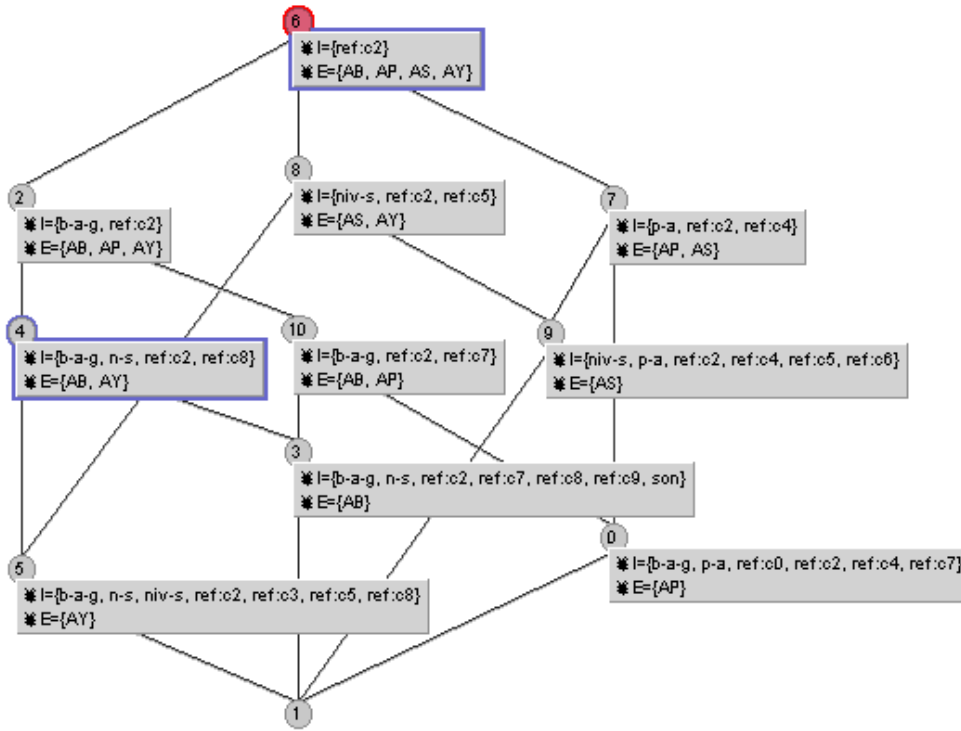 6
I={ref:c2}
E={AB, AP, AS, AY}
8
I={niv-s, ref:c2, ref:c5}
E={AS, AY}
2
I={b-a-g, ref:c2}
E={AB, AP, AY}
7
I={p-a, ref:c2, ref:c4}
E={AP, AS}
4
I={b-a-g, n-s, ref:c2, ref:c8}
E={AB, AY}
10
I={b-a-g, ref:c2, ref:c7}
E={AB, AP}
9
I={niv-s, p-a, ref:c2, ref:c4, ref:c5, ref:c6}
E={AS}
3
I={b-a-g, n-s, ref:c2, ref:c7, ref:c8, ref:c9, son}
E={AB}
0
I={b-a-g, p-a, ref:c0, ref:c2, ref:c4, ref:c7}
E={AP}
5
I={b-a-g, n-s, niv-s, ref:c2, ref:c3, ref:c5, ref:c8}
E={AY}
1